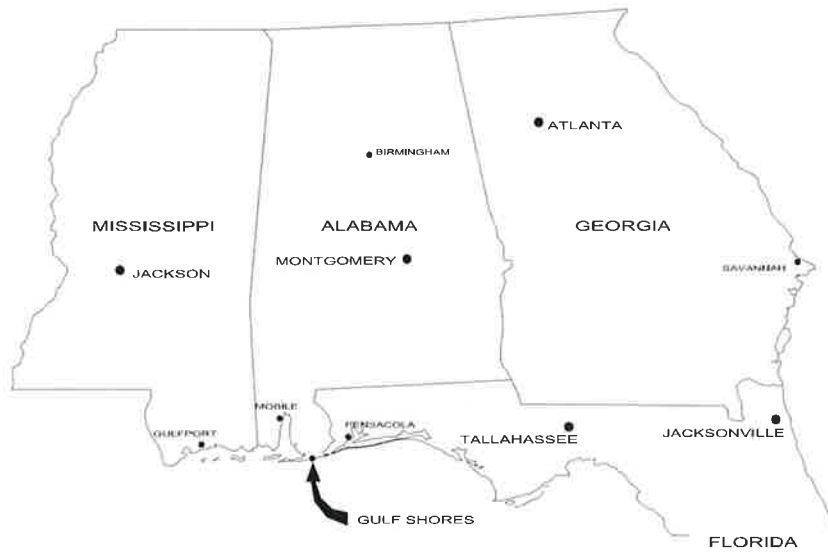 ATLANTA
BIRMINGHAM
MISSISSIPPI
ALABAMA
GEORGIA
MONTGOMERY
JACKSON
SAVANNAH
MOBILE
PENSACOLA
GULFPORT
TALLAHASSEE
JACKSONVILLE
GULF SHORES
FLORIDA